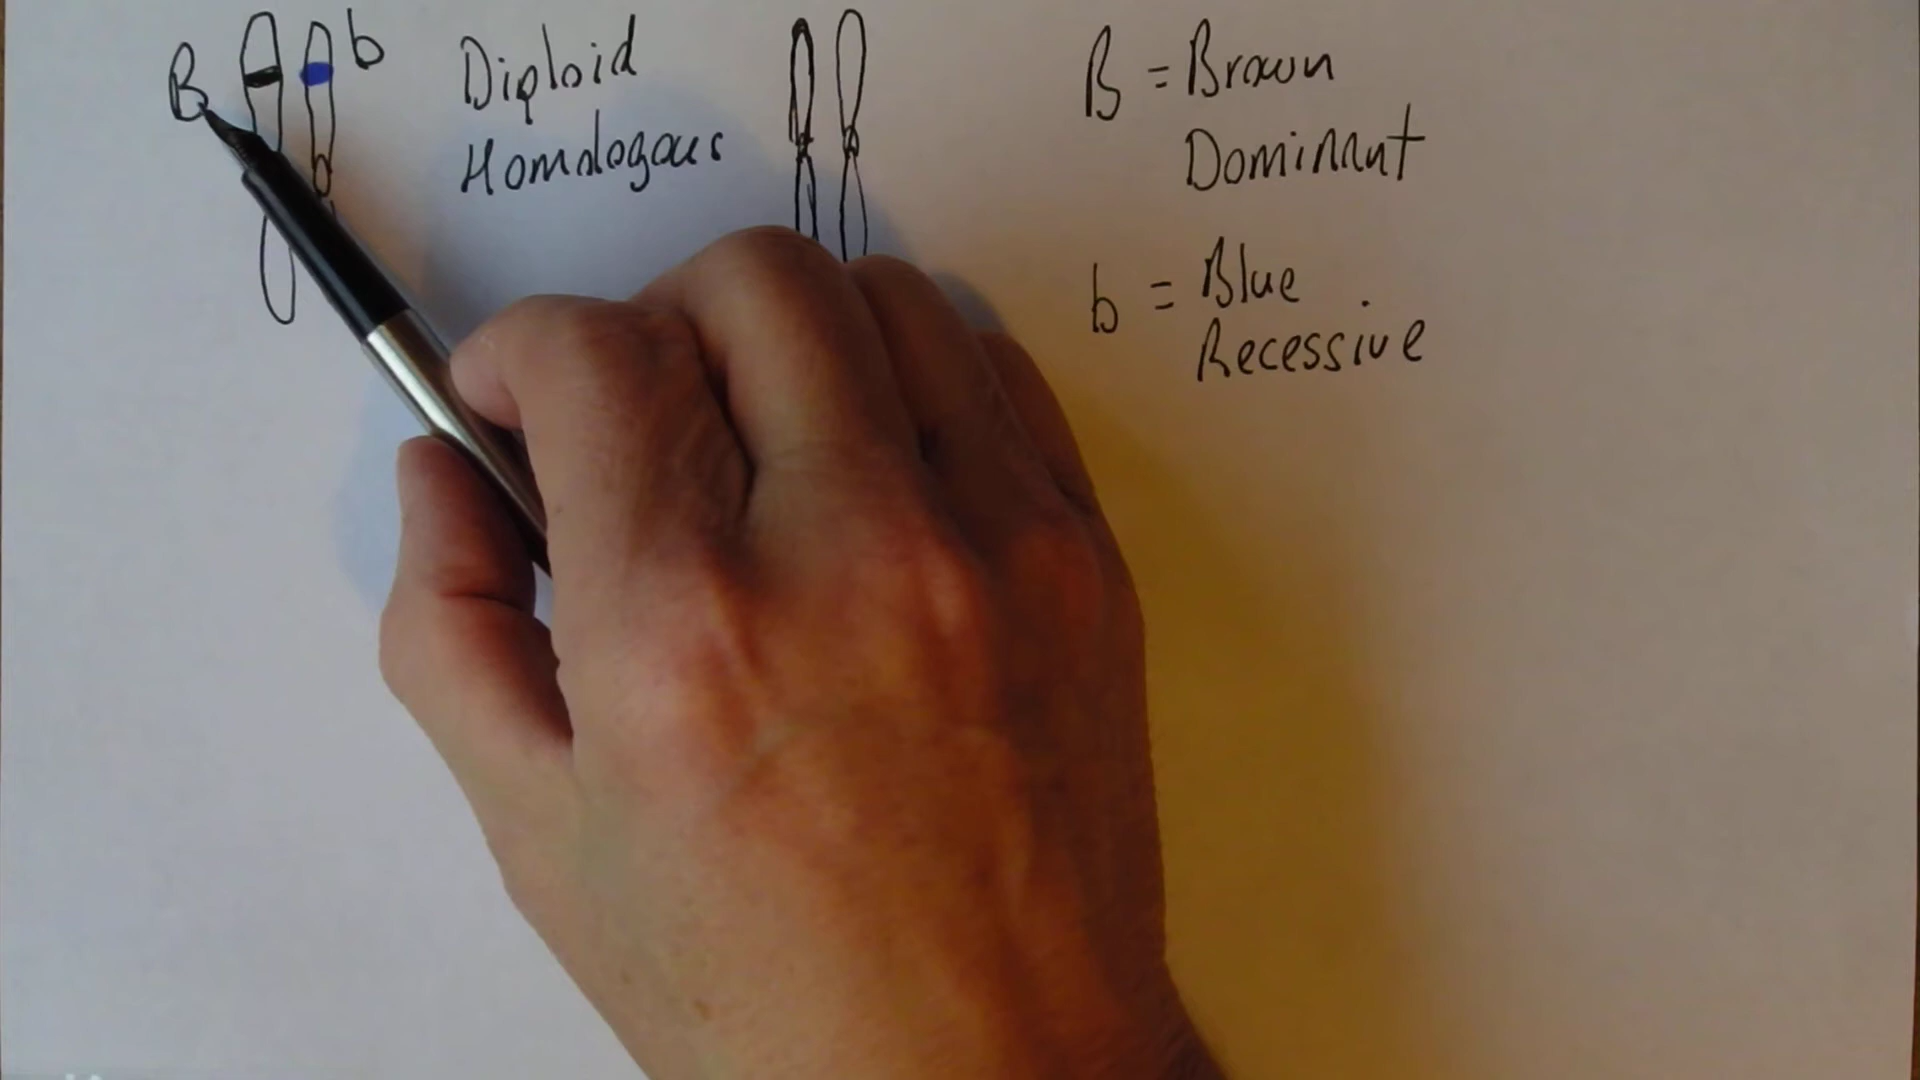 B b
Diploid
Homologous
B = Brown
Dominant
b = Blue
Recessive